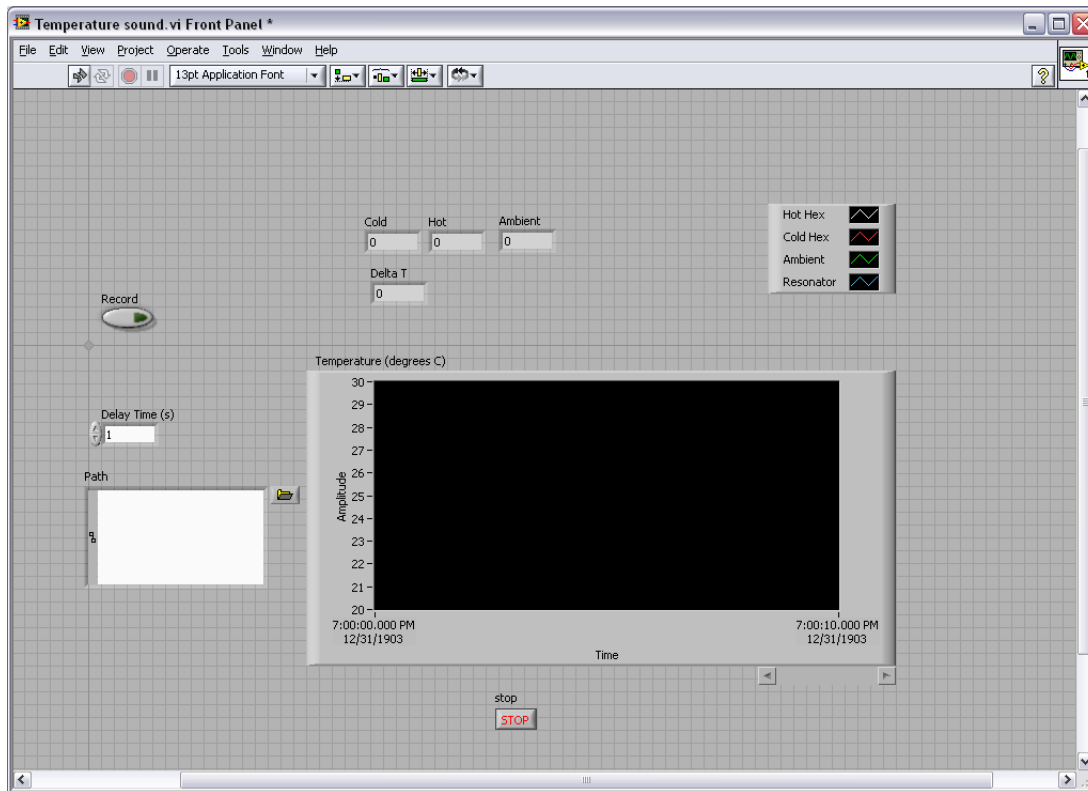 Temperature sound.vi Front Panel *
File Edit View Project Operate Tools Window Help
13pt Application Font
?
Cold Hot Ambient
0 0 0
Delta T
0
Hot Hex
Cold Hex
Ambient
Resonator
Record
Delay Time (s)
1
Path
Temperature (degrees C)
30
29
28
27
26
25
24
23
22
21
20
Amplitude
7:00:00.000 PM 7:00:10.000 PM
12/31/1903 12/31/1903
Time
stop
STOP